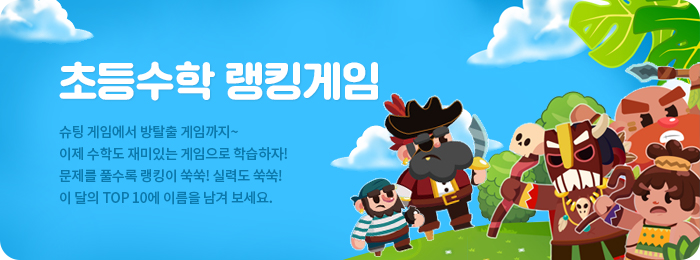 초등수학 랭킹게임
슈팅 게임에서 방탈출 게임까지~
이제 수학도 재미있는 게임으로 학습하자!
문제를 풀수록 랭킹이 쑥쑥! 실력도 쑥쑥!
이 달의 TOP 10에 이름을 남겨 보세요.